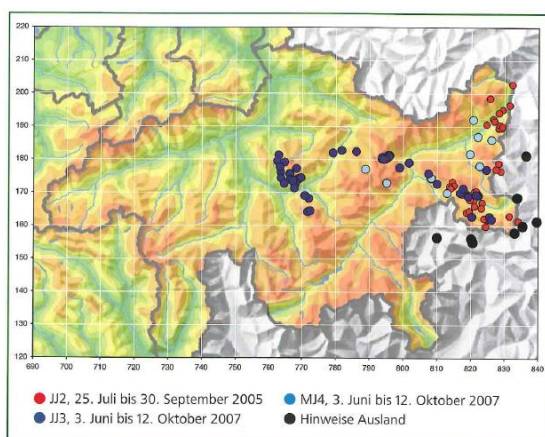 220
210
200
190
180
170
160
150
140
130
120
690 700 710 720 730 740 750 760 770 780 790 800 810 820 830 840
JJ2, 25. Juli bis 30. September 2005
MJ4, 3. Juni bis 12. Oktober 2007
JJ3, 3. Juni bis 12. Oktober 2007
Hinweise Ausland